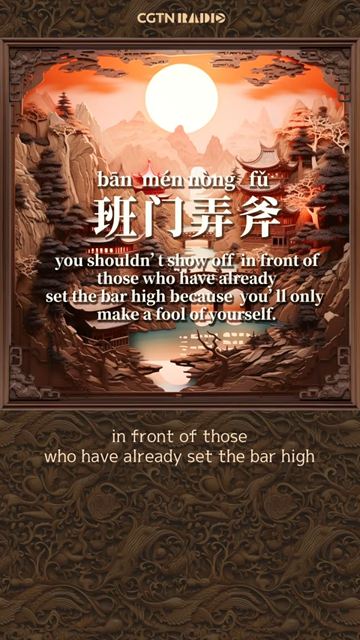 CGTN RADIO
bān mén nòng fǔ
班门弄斧
you shouldn't show off in front of
those who have already
set the bar high because you'll only
make a fool of yourself.
in front of those
who have already set the bar high